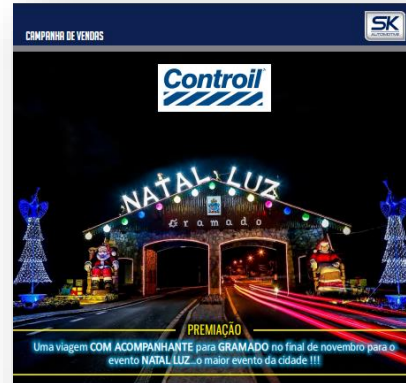 CAMPANHA DE VENDAS
SK
AUTOMOTIVE
Controil
NATAL LUZ
Gramado
PREMIAÇÃO
Uma viagem COM ACOMPANHANTE para GRAMADO no final de novembro para o
evento NATAL LUZ...o maior evento da cidade !!!